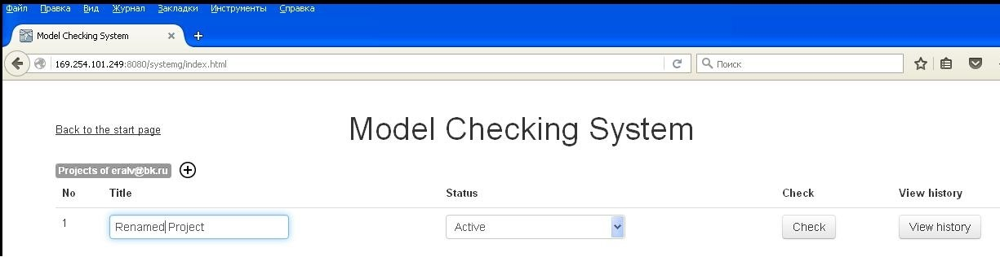 Файл Правка Вид Журнал Закладки Инструменты Справка
Model Checking System
169.254.101.249:8080/systemg/index.html Поиск
Back to the start page
Model Checking System
Projects of eralv@bk.ru
No Title Status Check View history
1 Renamed Project Active Check View history